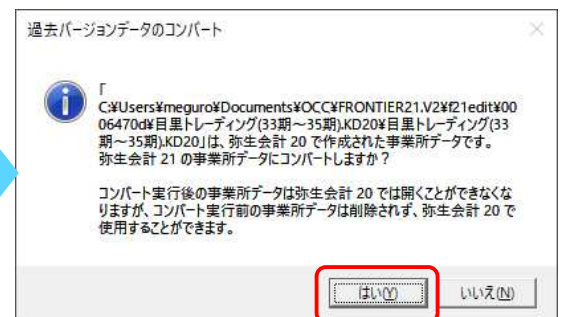 過去バージョンデータのコンバート
「
C:¥Users¥meguro¥Documents¥OCC¥FRONTIER21.V2¥f21edit¥00
06470d¥目黒トレーディング(33期～35期).KD20¥目黒トレーディング(33
期～35期).KD20」は、弥生会計 20 で作成された事業所データです。
弥生会計 21 の事業所データにコンバートしますか？
コンバート実行後の事業所データは弥生会計 20 では開くことができなくな
りますが、コンバート実行前の事業所データは削除されず、弥生会計 20 で
使用することができます。
はい(Y)
いいえ(N)